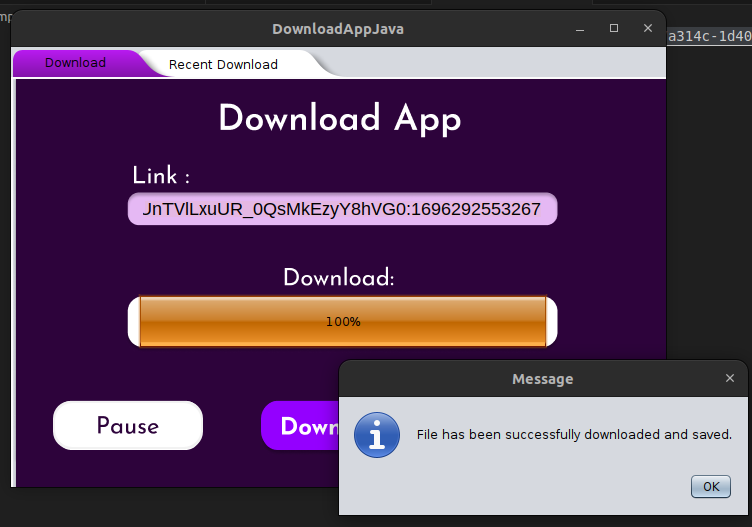 DownloadAppJava
a314c-1d40
Download
Recent Download
Download App
Link :
JnTVlLxuUR_0QsMkEzyY8hVG0:1696292553267
Download:
100%
Message
Pause
Down
File has been successfully downloaded and saved.
OK